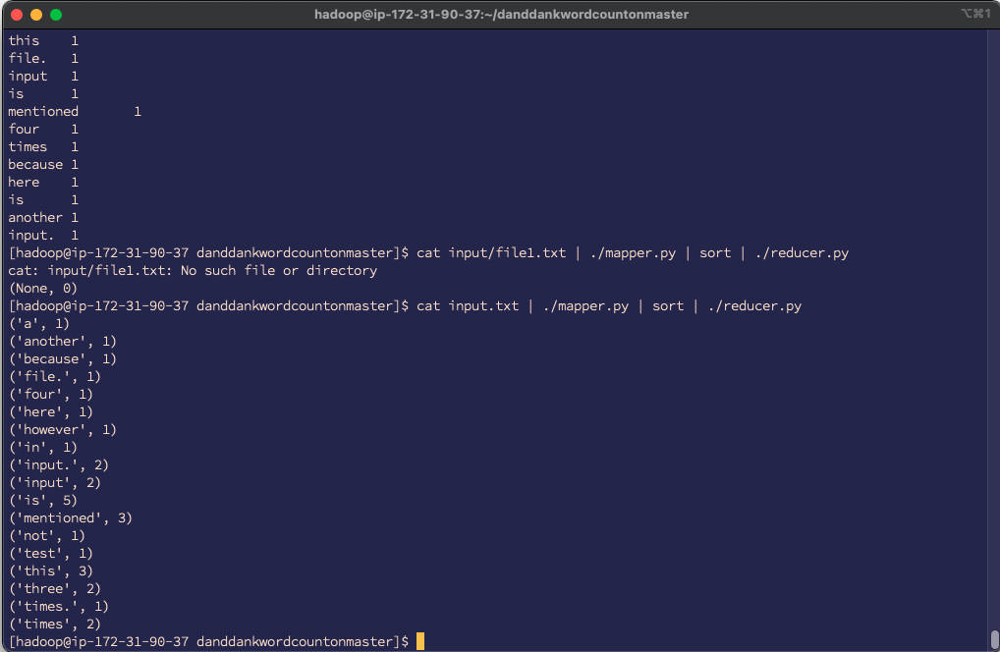 hadoop@ip-172-31-90-37:~/danddankwordcountonmaster
⌥⌘1
this    1
file.   1
input   1
is      1
mentioned       1
four    1
times   1
because 1
here    1
is      1
another 1
input.  1
[hadoop@ip-172-31-90-37 danddankwordcountonmaster]$ cat input/file1.txt | ./mapper.py | sort | ./reducer.py
cat: input/file1.txt: No such file or directory
(None, 0)
[hadoop@ip-172-31-90-37 danddankwordcountonmaster]$ cat input.txt | ./mapper.py | sort | ./reducer.py
('a', 1)
('another', 1)
('because', 1)
('file.', 1)
('four', 1)
('here', 1)
('however', 1)
('in', 1)
('input.', 2)
('input', 2)
('is', 5)
('mentioned', 3)
('not', 1)
('test', 1)
('this', 3)
('three', 2)
('times.', 1)
('times', 2)
[hadoop@ip-172-31-90-37 danddankwordcountonmaster]$